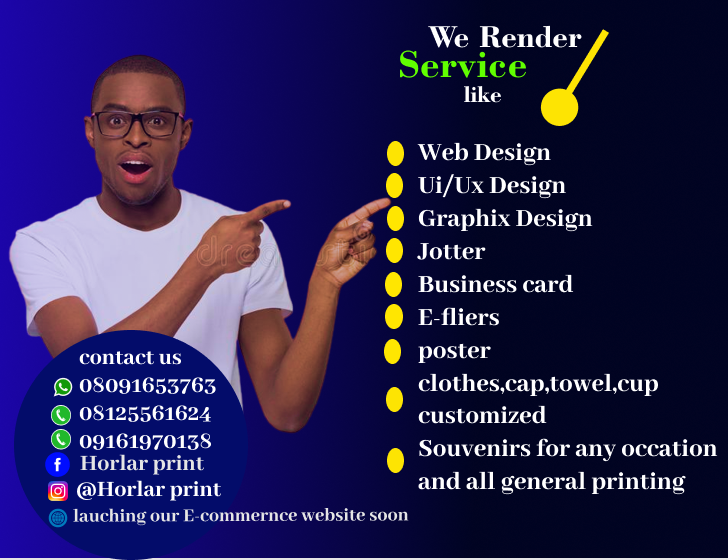 We Render
Service
like
Web Design
Ui/Ux Design
Graphix Design
Jotter
Business card
E-fliers
poster
clothes,cap,towel,cup
customized
Souvenirs for any occation
and all general printing
contact us
08091653763
08125561624
09161970138
Horlar print
@Horlar print
lauching our E-commernce website soon